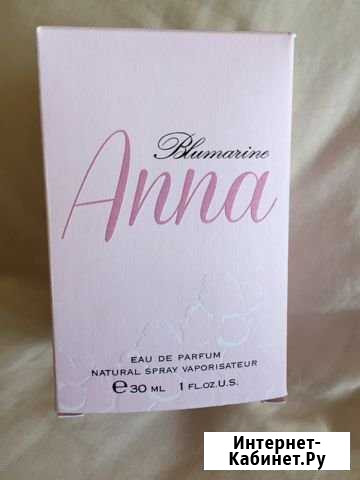 Blumarine
Anna
EAU DE PARFUM
NATURAL SPRAY VAPORISATEUR
℮30 ML 1 FL.OZ.U.S.
Интернет-
Кабинет.Ру